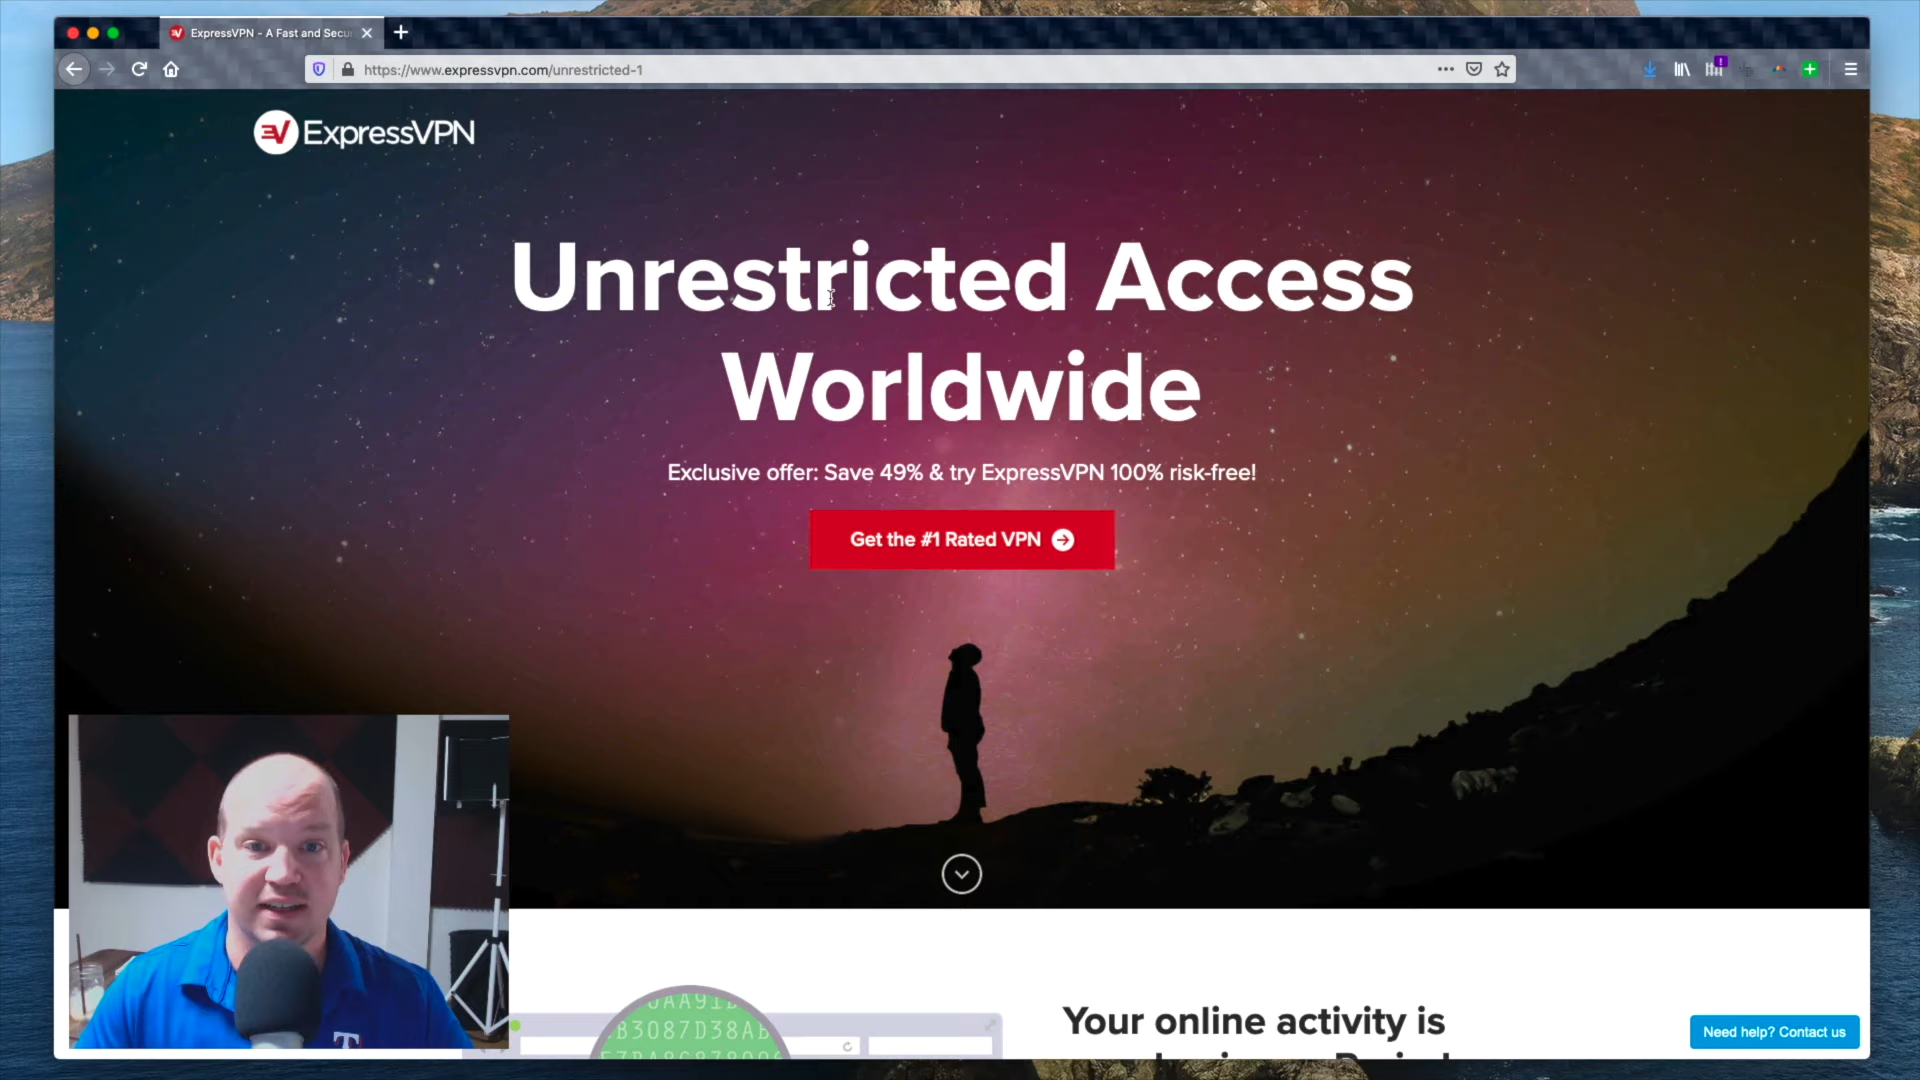 ExpressVPN - A Fast and Secu
https://www.expressvpn.com/unrestricted-1
ExpressVPN
Unrestricted Access
Worldwide
Exclusive offer: Save 49% & try ExpressVPN 100% risk-free!
Get the #1 Rated VPN
Your online activity is
B3087D38AB
Need help? Contact us
T